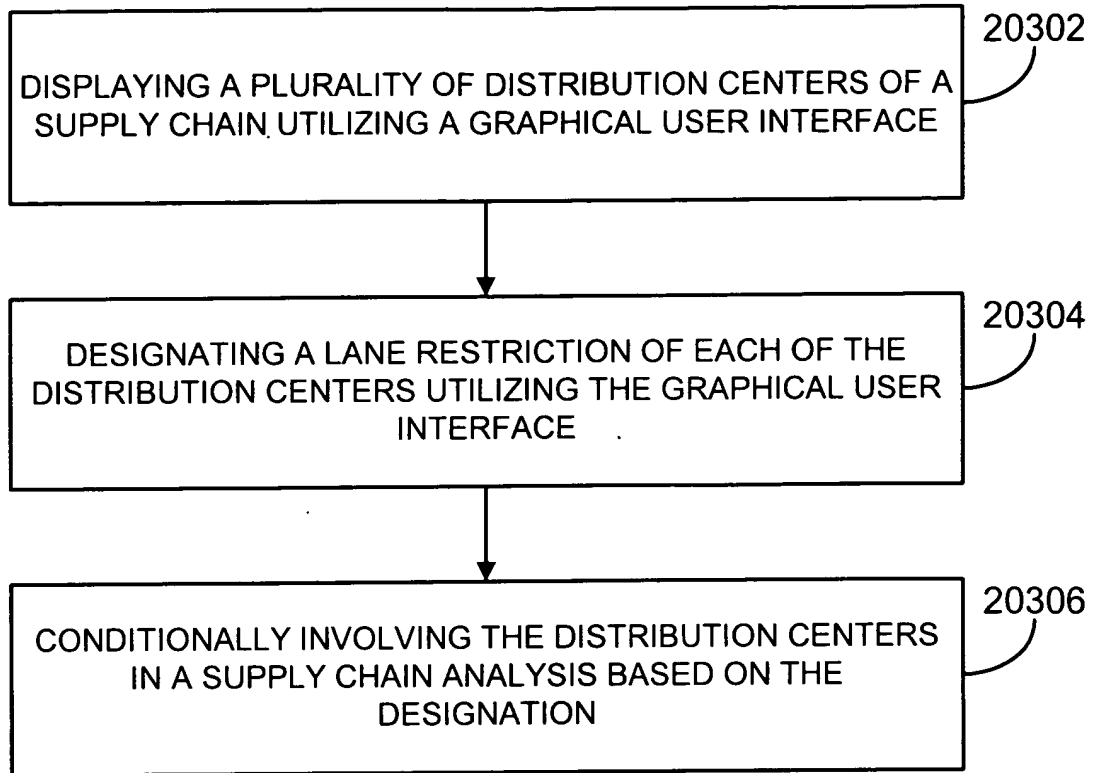 20302
DISPLAYING A PLURALITY OF DISTRIBUTION CENTERS OF A
SUPPLY CHAIN UTILIZING A GRAPHICAL USER INTERFACE
20304
DESIGNATING A LANE RESTRICTION OF EACH OF THE
DISTRIBUTION CENTERS UTILIZING THE GRAPHICAL USER
INTERFACE
20306
CONDITIONALLY INVOLVING THE DISTRIBUTION CENTERS
IN A SUPPLY CHAIN ANALYSIS BASED ON THE
DESIGNATION